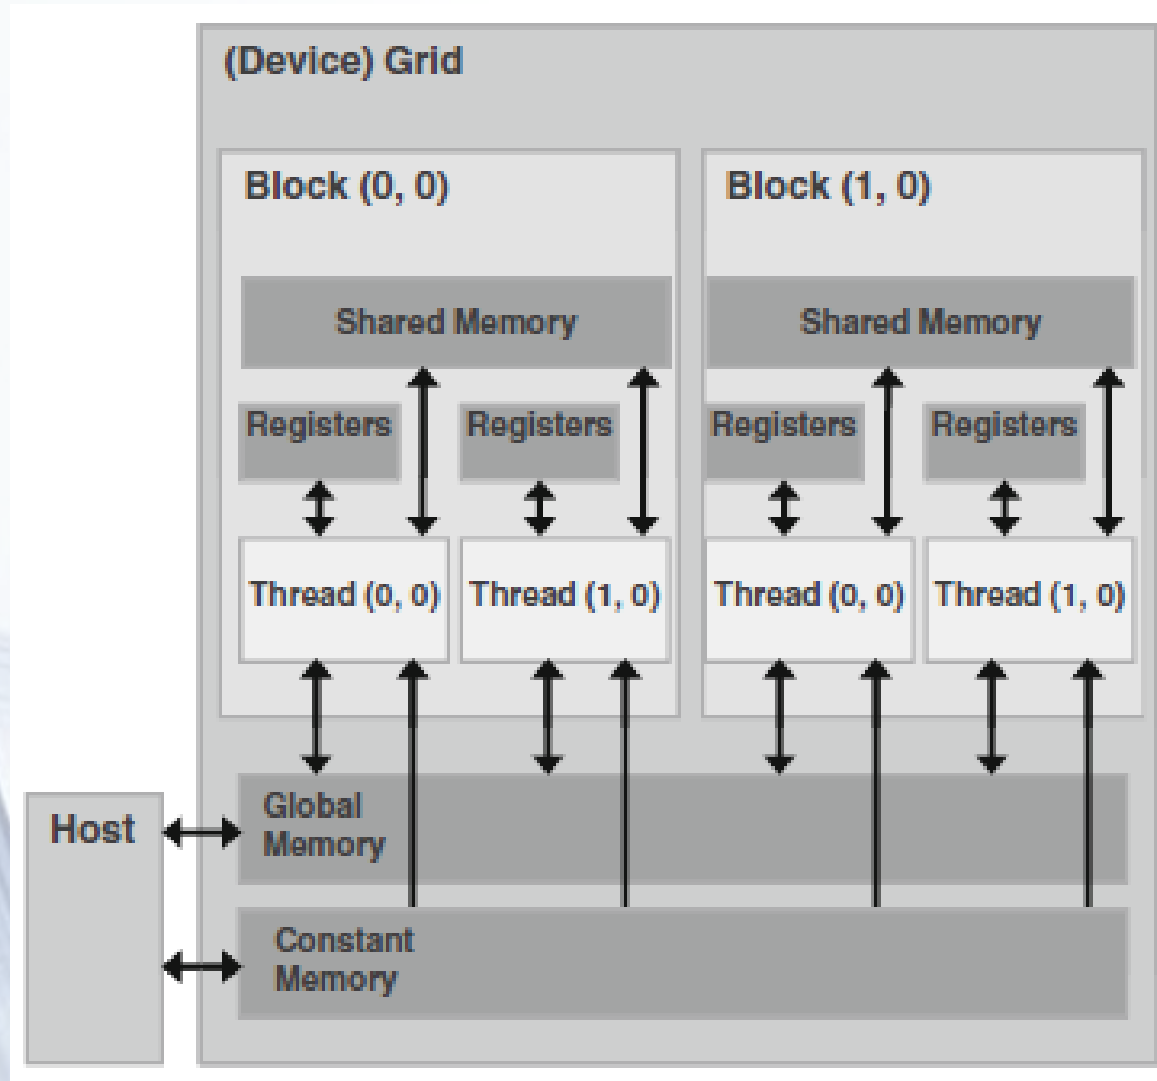 (Device) Grid
Block (0, 0)
Block (1, 0)
Shared Memory
Shared Memory
Registers
Registers
Registers
Registers
Thread (0, 0)
Thread (1, 0)
Thread (0, 0)
Thread (1, 0)
Host
Global
Memory
Constant
Memory